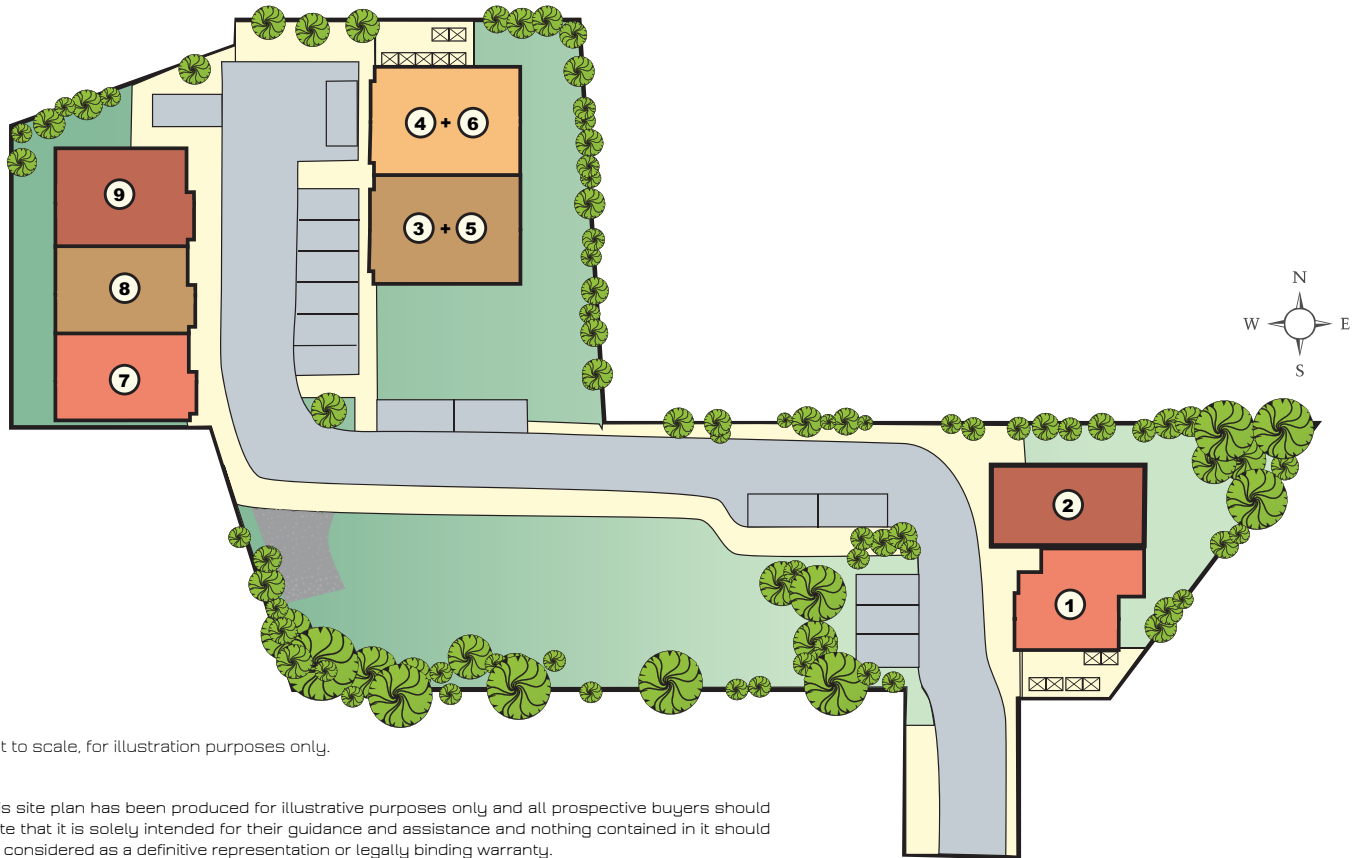 4 + 6
9
3 + 5
8
N
W E
S
7
2
1
t to scale, for illustration purposes only.
is site plan has been produced for illustrative purposes only and all prospective buyers should
te that it is solely intended for their guidance and assistance and nothing contained in it should
considered as a definitive representation or legally binding warranty.